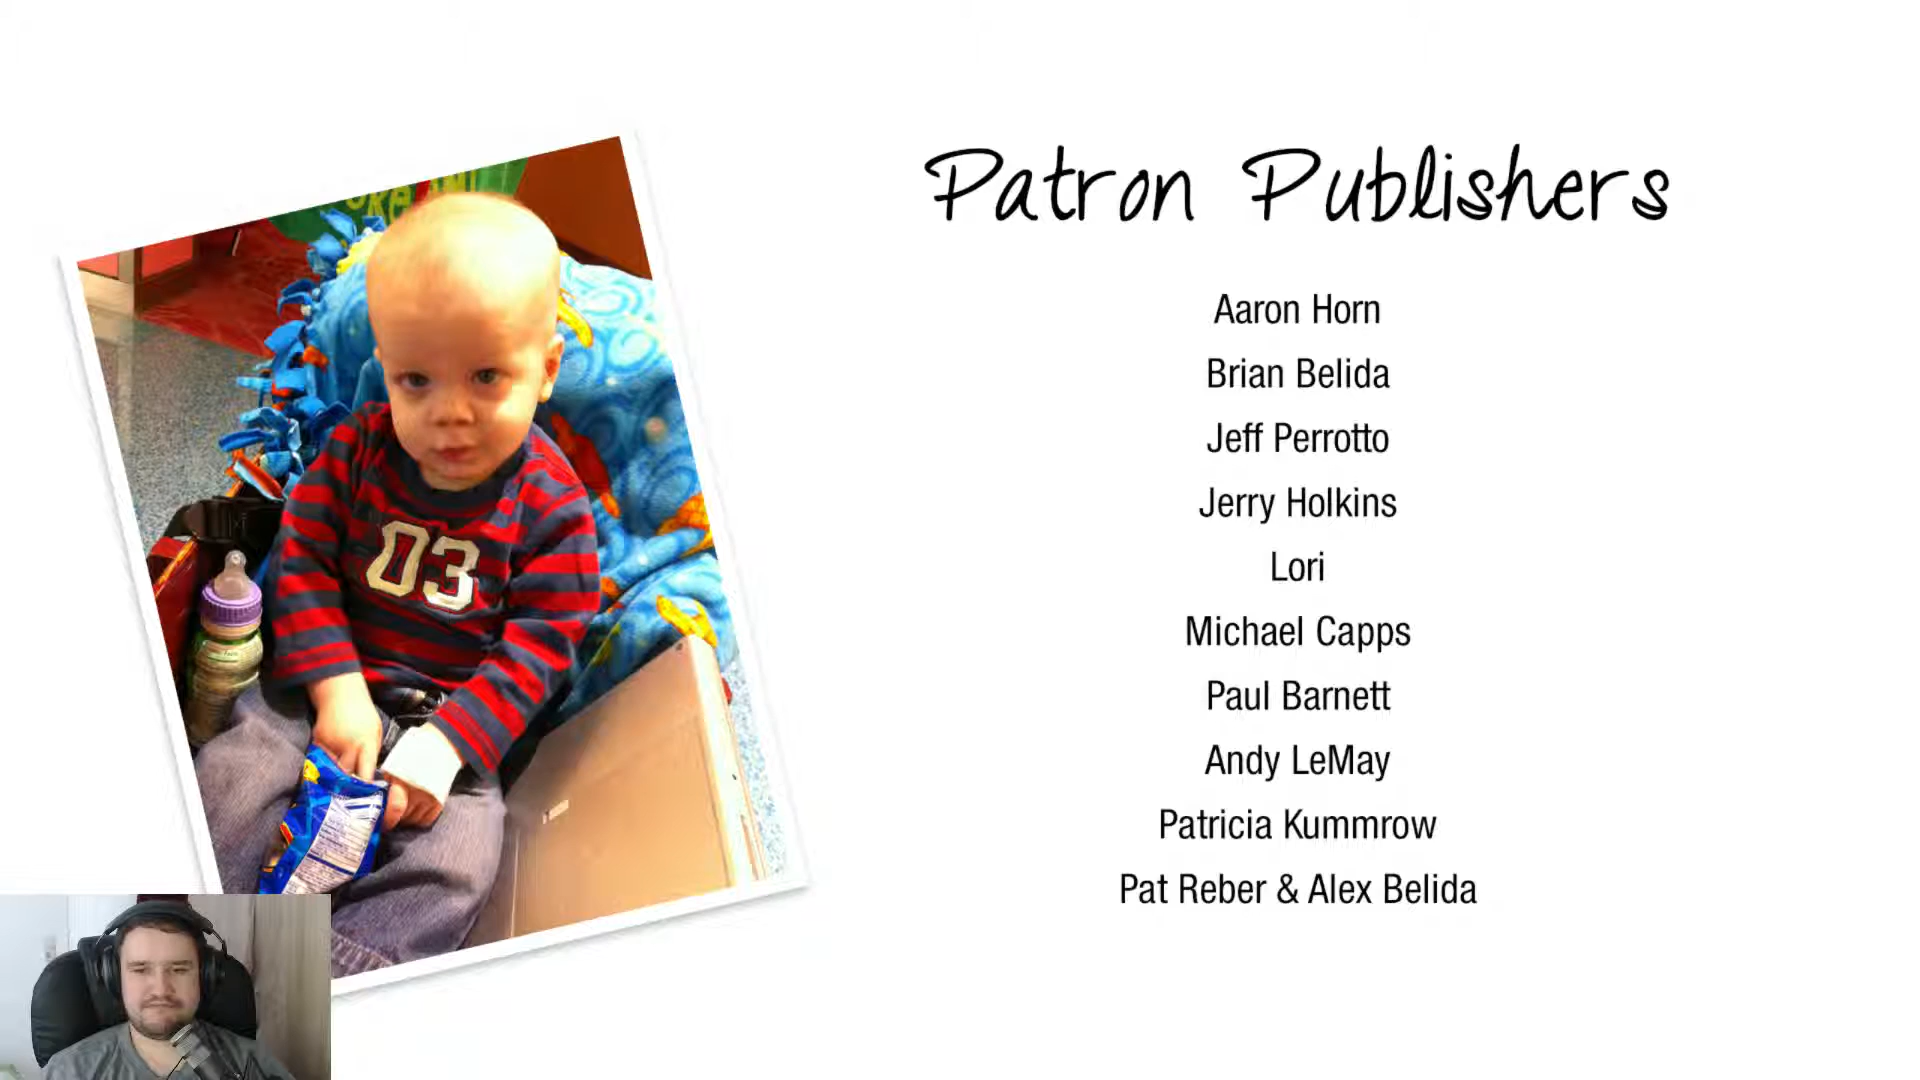 Patron Publishers
Aaron Horn
Brian Belida
Jeff Perrotto
Jerry Holkins
Lori
Michael Capps
Paul Barnett
Andy LeMay
Patricia Kummrow
Pat Reber & Alex Belida
03